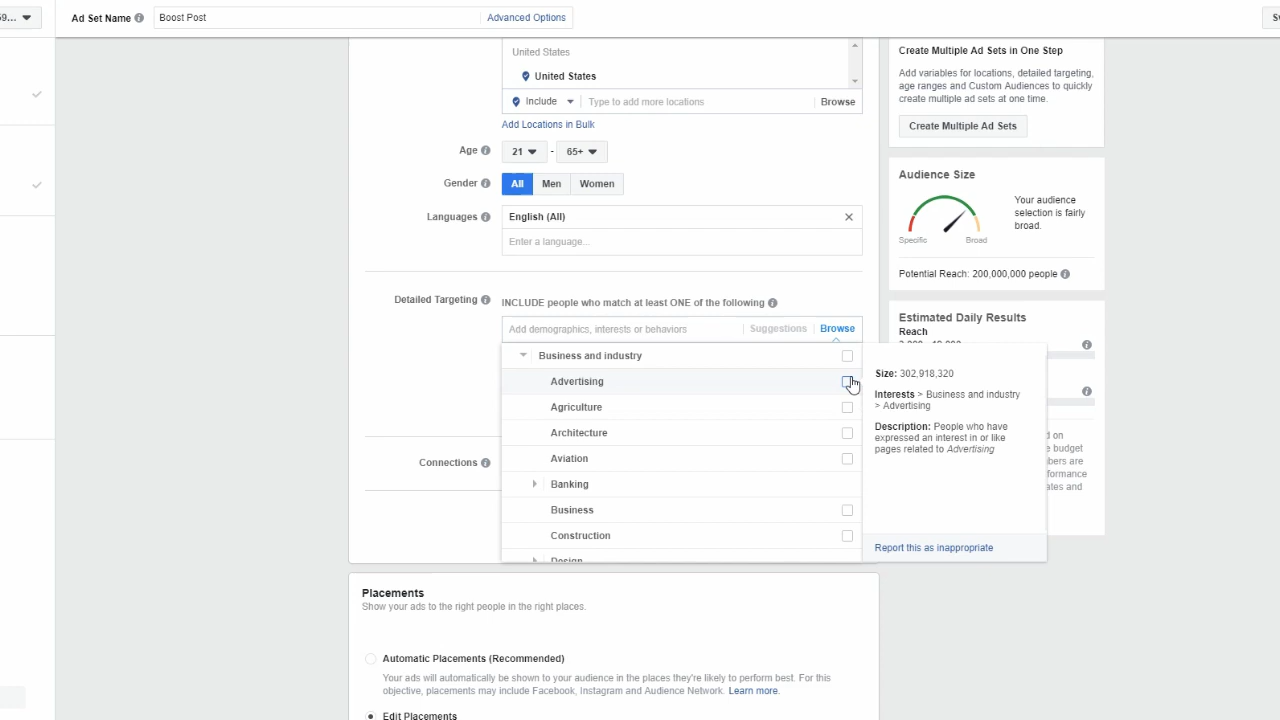 59...
Ad Set Name
Boost Post
Advanced Options
United States
United States
Include
Type to add more locations
Browse
Add Locations in Bulk
Age
21 - 65+
Gender
All Men Women
Languages
English (All)
Enter a language...
Detailed Targeting
INCLUDE people who match at least ONE of the following
Add demographics, interests or behaviors
Suggestions
Browse
Business and industry
Advertising
Agriculture
Architecture
Aviation
Banking
Business
Construction
Design
Connections
Size: 302,918,320
Interests > Business and industry
> Advertising
Description: People who have
expressed an interest in or like
pages related to Advertising
Report this as inappropriate
Placements
Show your ads to the right people in the right places.
Automatic Placements (Recommended)
Your ads will automatically be shown to your audience in the places they're likely to perform best. For this
objective, placements may include Facebook, Instagram and Audience Network. Learn more.
Edit Placements
Create Multiple Ad Sets in One Step
Add variables for locations, detailed targeting,
age ranges and Custom Audiences to quickly
create multiple ad sets at one time.
Create Multiple Ad Sets
Audience Size
Your audience
selection is fairly
broad.
Specific
Broad
Potential Reach: 200,000,000 people
Estimated Daily Results
Reach
on
budget